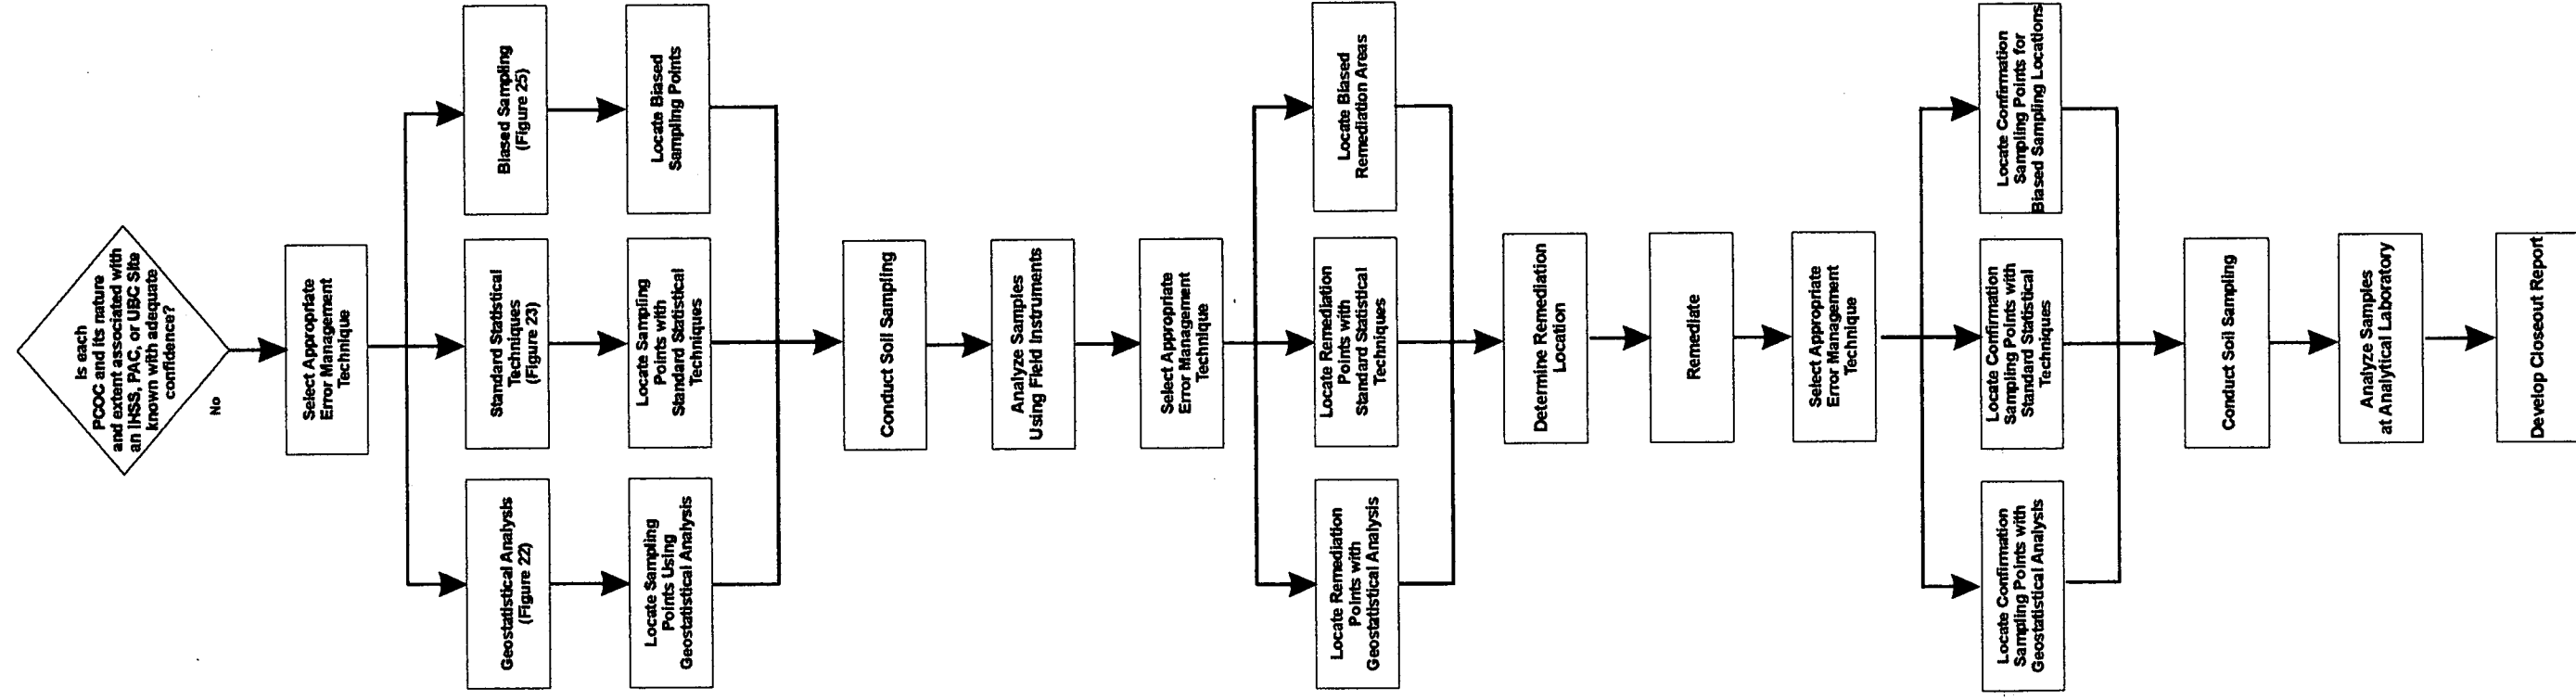 Is each
PCOC and its nature
and extent associated with
an IHSS, PAC, or UBC Site
known with adequate
confidence?
No
Select Appropriate
Error Management
Technique
Geostatistical Analysis
(Figure 22)
Standard Statistical
Techniques
(Figure 23)
Biased Sampling
(Figure 25)
Locate Sampling
Points Using
Geostatistical Analysis
Locate Sampling
Points with
Standard Statistical
Techniques
Locate Biased
Sampling Points
Conduct Soil Sampling
Analyze Samples
Using Field Instruments
Select Appropriate
Error Management
Technique
Locate Remediation
Points with
Geostatistical Analysis
Locate Remediation
Points with
Standard Statistical
Techniques
Locate Biased
Remediation Areas
Determine Remediation
Location
Remediate
Select Appropriate
Error Management
Technique
Locate Confirmation
Sampling Points with
Geostatistical Analysis
Locate Confirmation
Sampling Points with
Standard Statistical
Techniques
Locate Confirmation
Sampling Points for
Biased Sampling Locations
Conduct Soil Sampling
Analyze Samples
at Analytical Laboratory
Develop Closeout Report